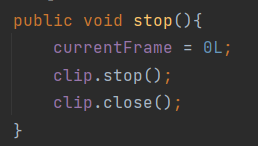 public void stop(){
    currentFrame = 0L;
    clip.stop();
    clip.close();
}